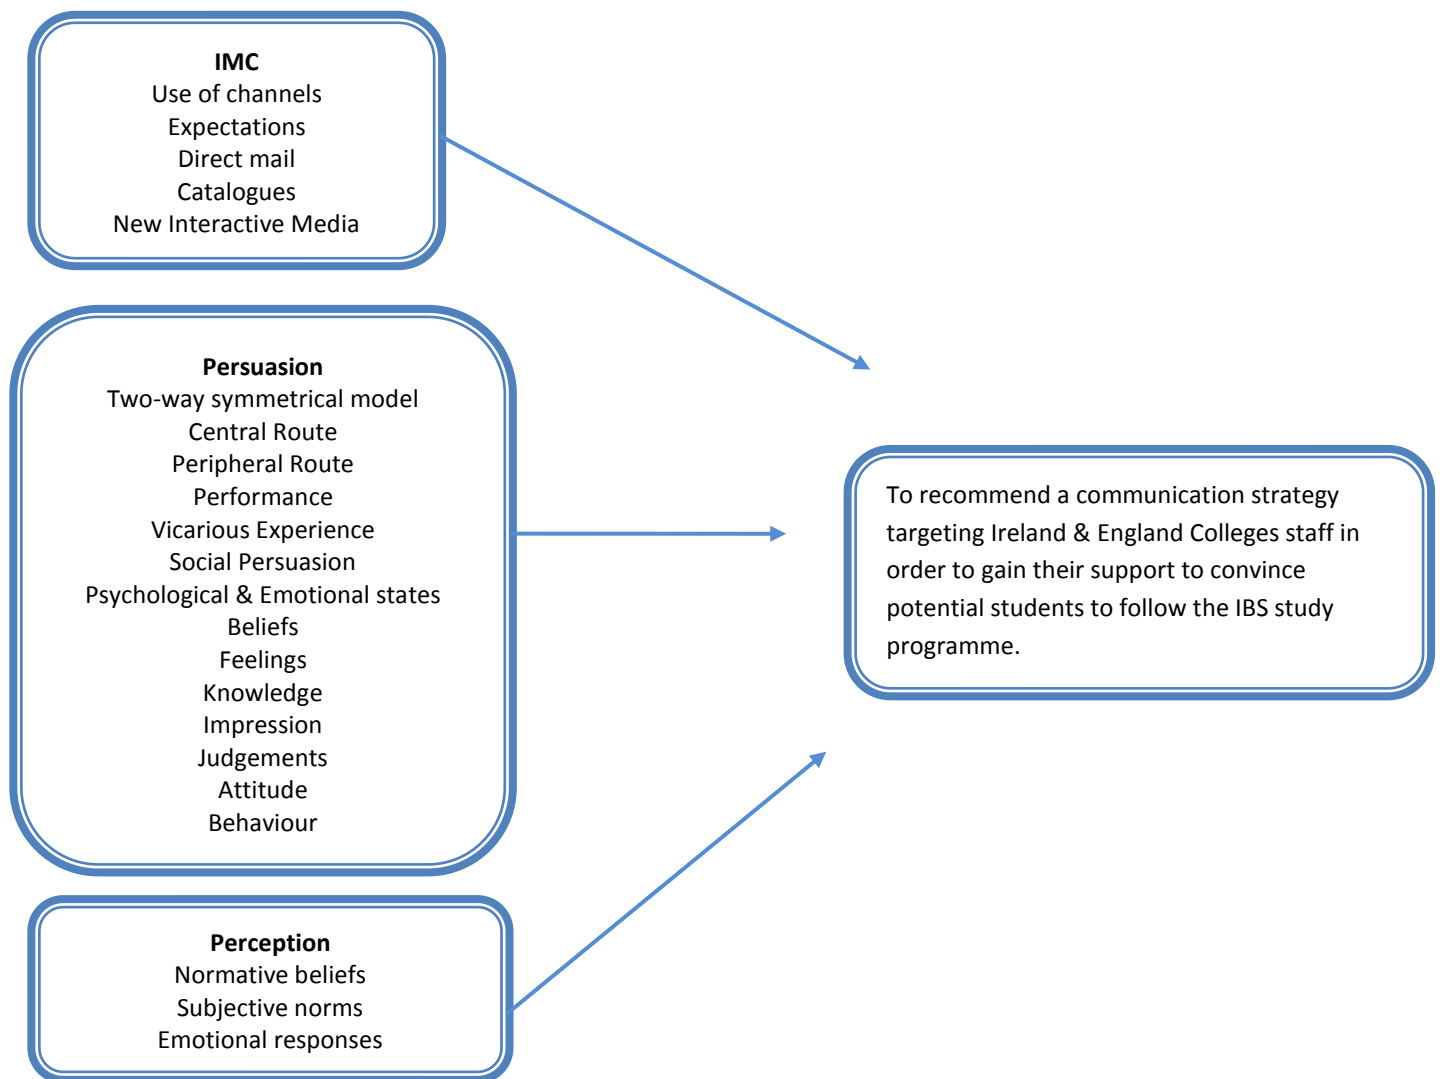 IMC
Use of channels
Expectations
Direct mail
Catalogues
New Interactive Media
Persuasion
Two-way symmetrical model
Central Route
Peripheral Route
Performance
Vicarious Experience
Social Persuasion
Psychological & Emotional states
Beliefs
Feelings
Knowledge
Impression
Judgements
Attitude
Behaviour
Perception
Normative beliefs
Subjective norms
Emotional responses
To recommend a communication strategy
targeting Ireland & England Colleges staff in
order to gain their support to convince
potential students to follow the IBS study
programme.